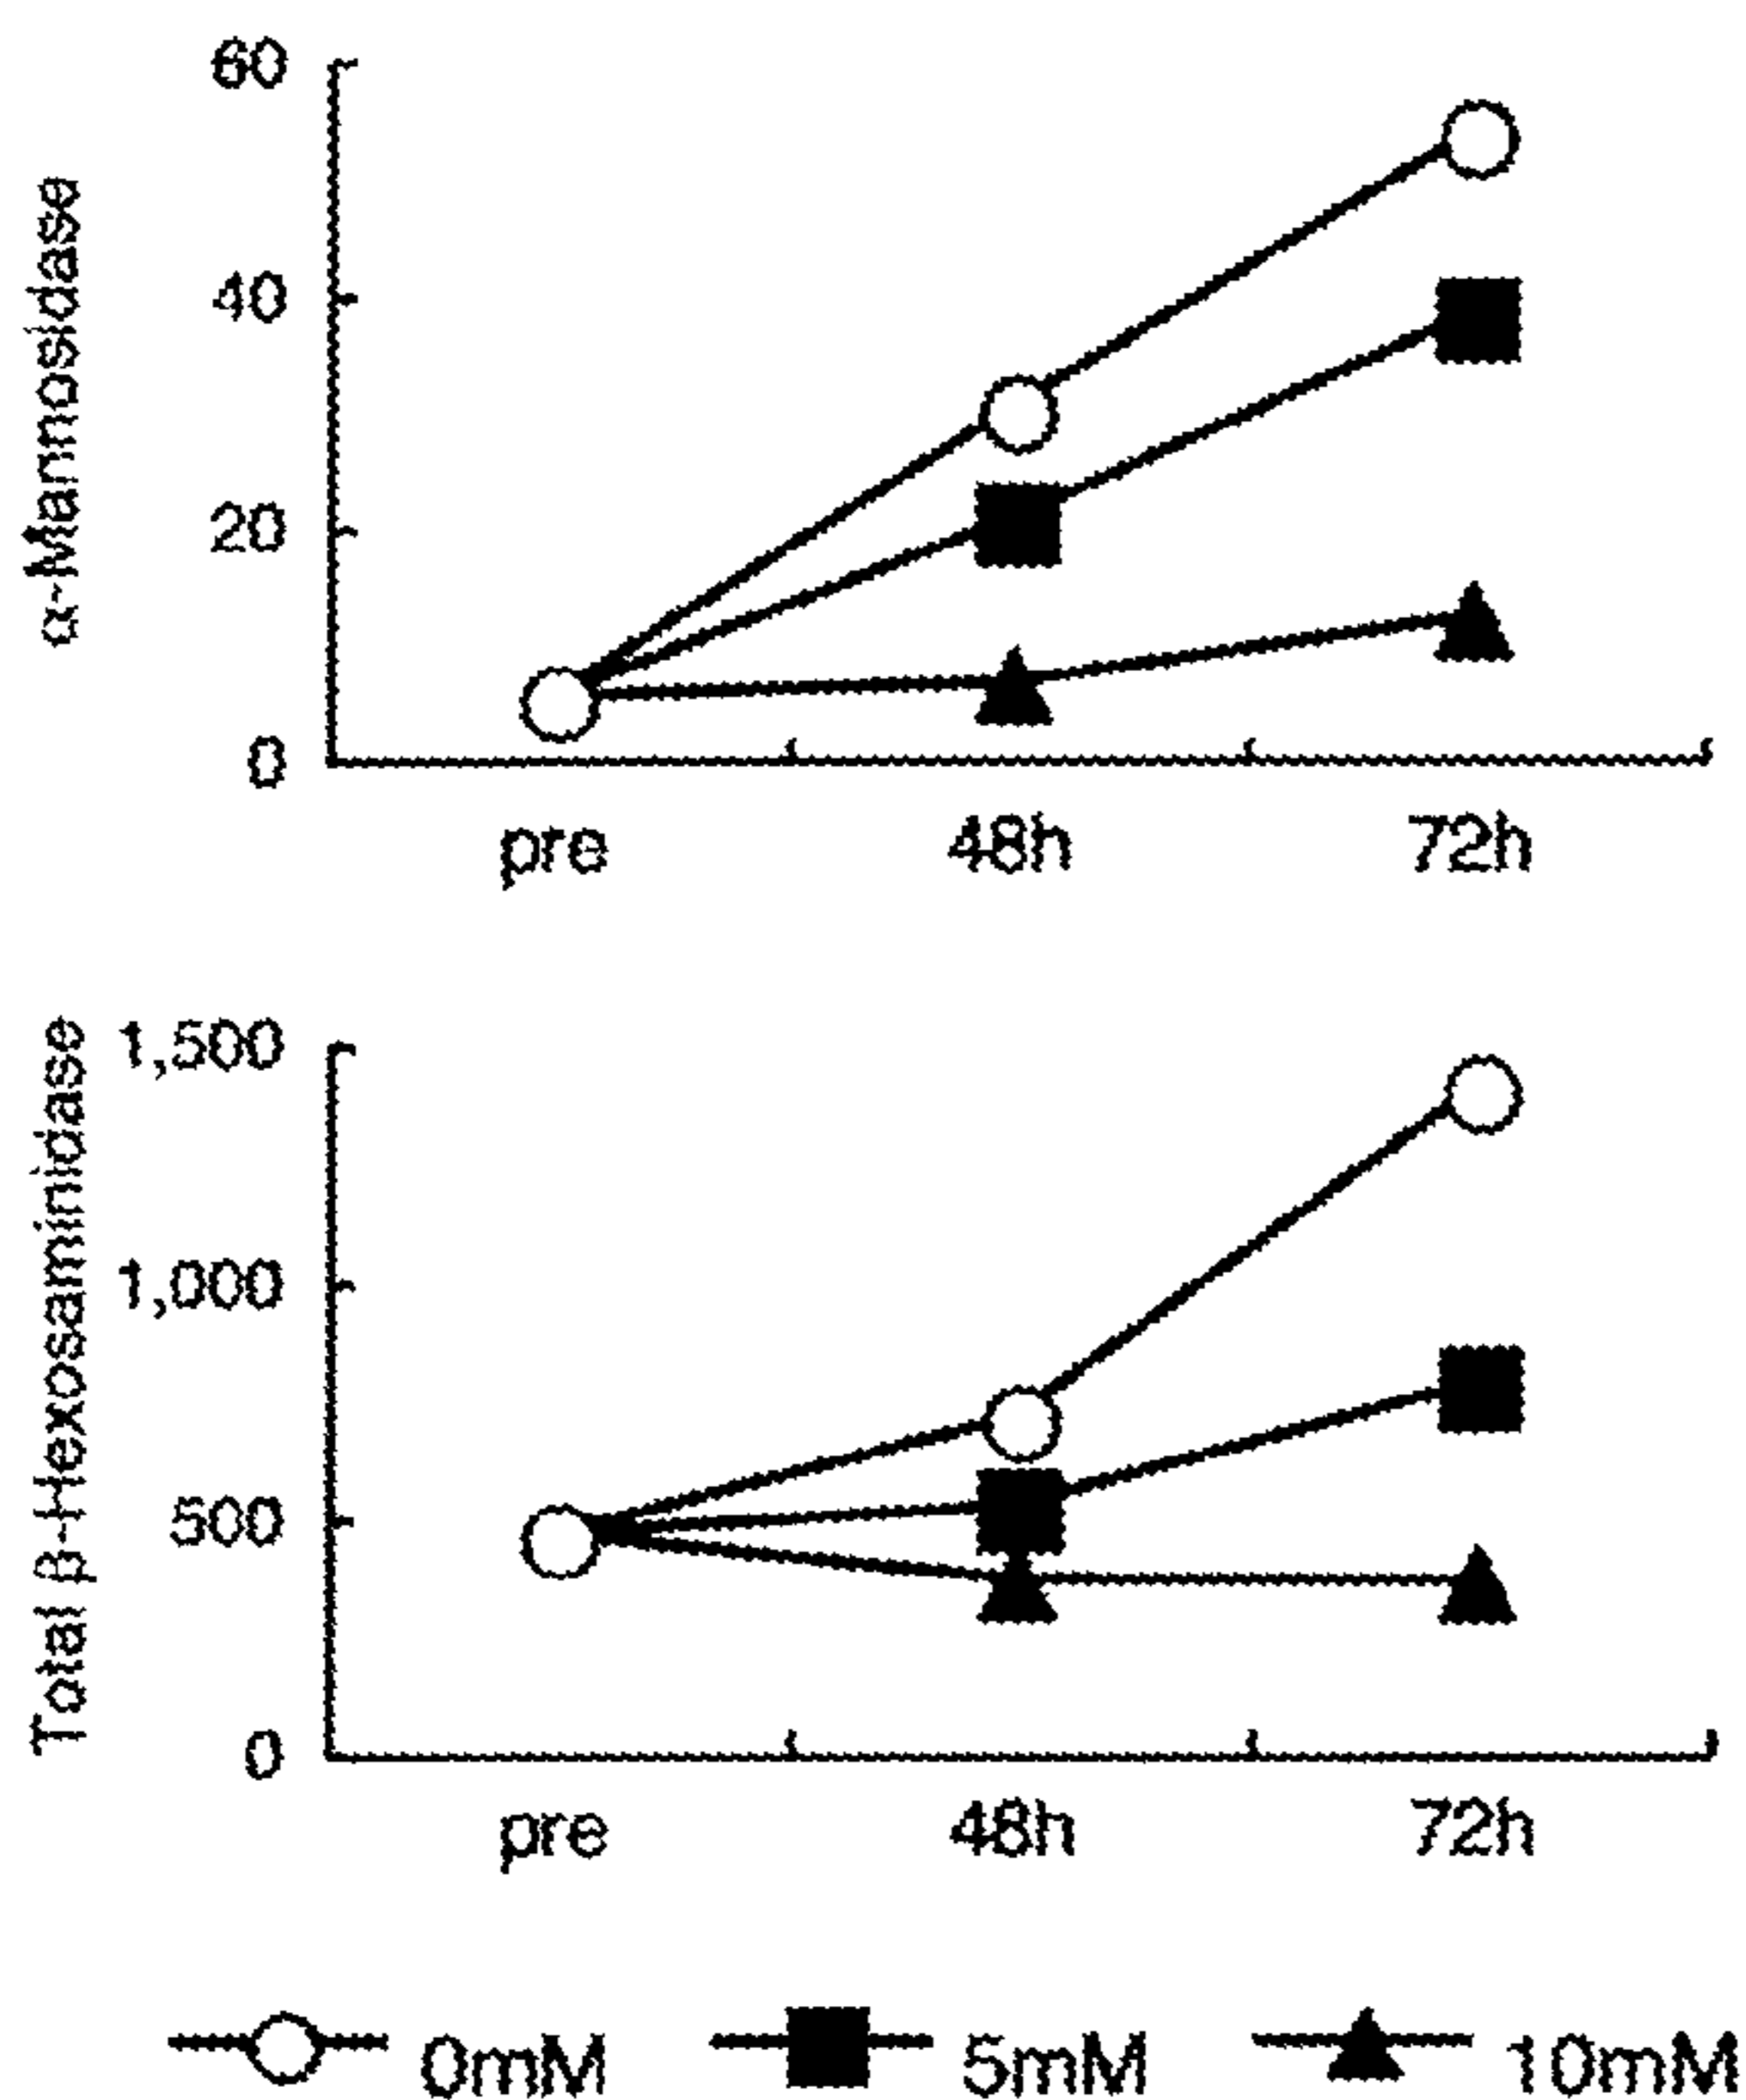 α-Mannosidase
60
40
20
0
pre 48h 72h
Total β-Hexosaminidase
1,500
1,000
500
0
pre 48h 72h
0mM 5mM 10mM